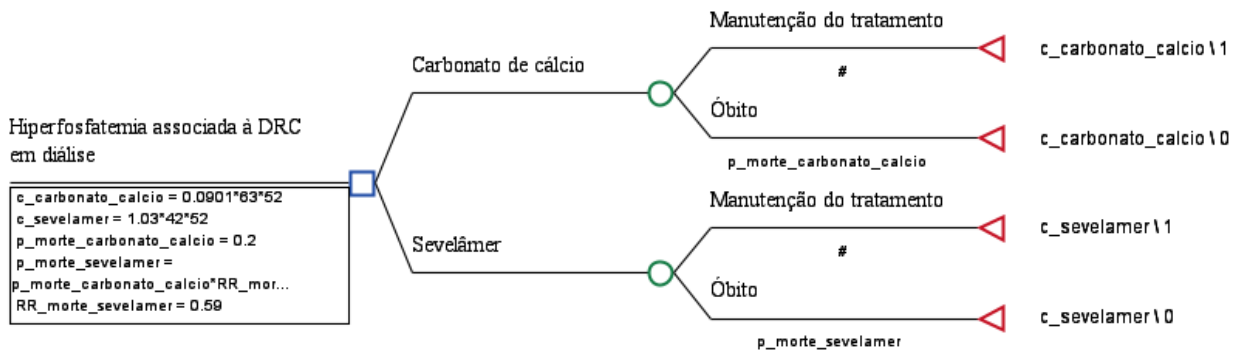 Manutenção do tratamento
c_carbonato_calcio \ 1
#
Carbonato de cálcio
Óbito
c_carbonato_calcio \ 0
p_morte_carbonato_calcio
Hiperfosfatemia associada à DRC
em diálise
c_carbonato_calcio = 0.0901*63*52
c_sevelamer = 1.03*42*52
p_morte_carbonato_calcio = 0.2
p_morte_sevelamer =
p_morte_carbonato_calcio*RR_mor...
RR_morte_sevelamer = 0.59
Manutenção do tratamento
c_sevelamer \ 1
#
Sevelâmer
Óbito
c_sevelamer \ 0
p_morte_sevelamer